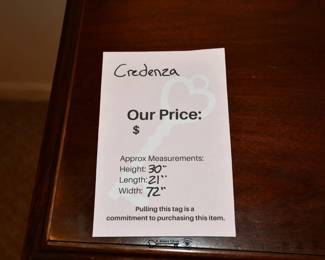 Credenza
Our Price:
$
Approx Measurements:
Height: 30"
Length: 21"
Width: 72"
Pulling this tag is a
commitment to purchasing this item.